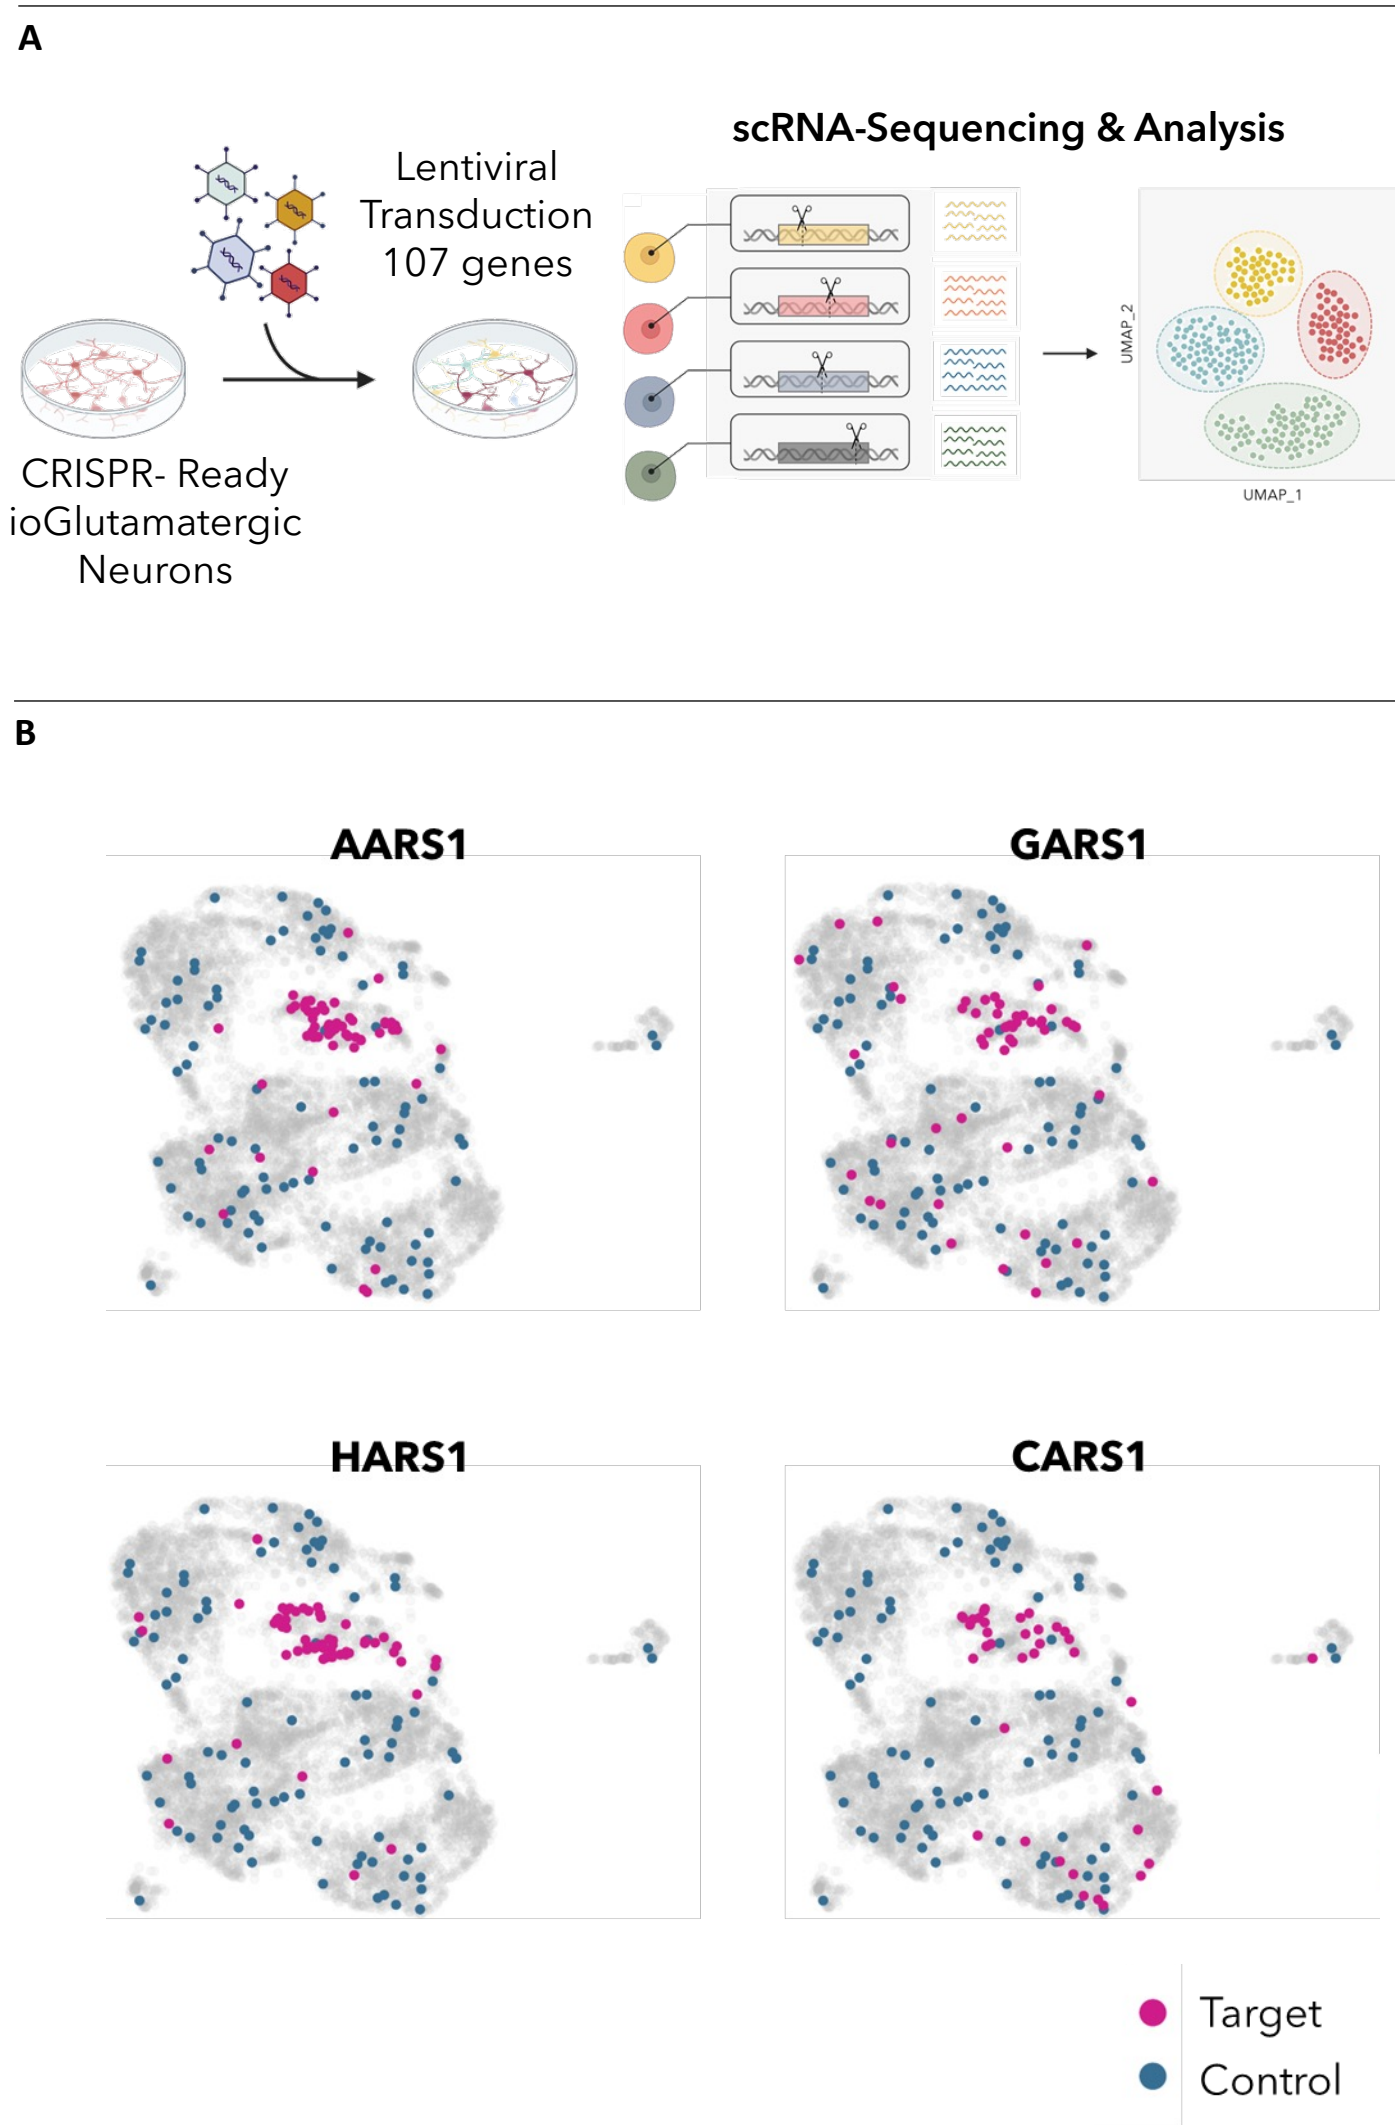 A
scRNA-Sequencing & Analysis
Lentiviral
Transduction
107 genes
CRISPR- Ready
ioGlutamatergic
Neurons
UMAP_2
UMAP_1
B
AARS1
GARS1
HARS1
CARS1
Target
Control